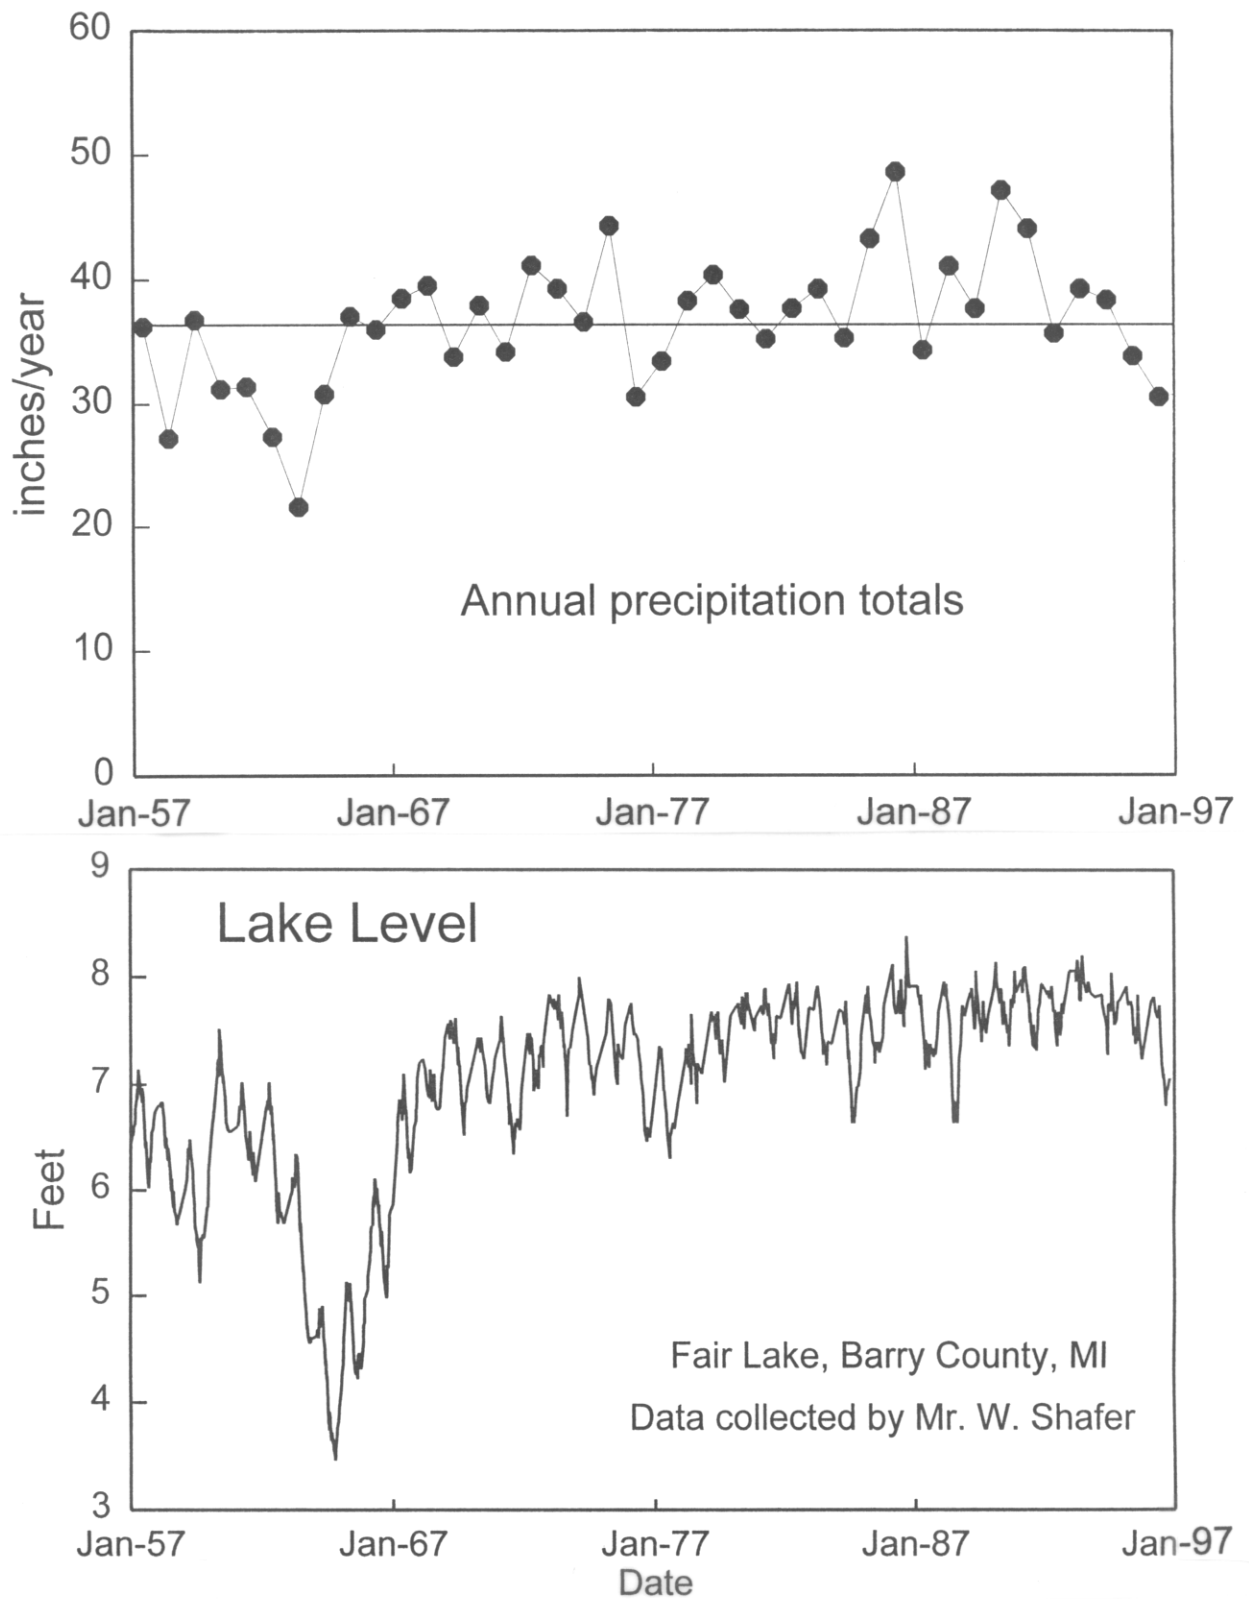 60
50
40
30
20
10
0
inches/year
Annual precipitation totals
Jan-57 Jan-67 Jan-77 Jan-87 Jan-97
9
8
7
6
5
4
3
Feet
Lake Level
Fair Lake, Barry County, MI
Data collected by Mr. W. Shafer
Jan-57 Jan-67 Jan-77 Jan-87 Jan-97
Date